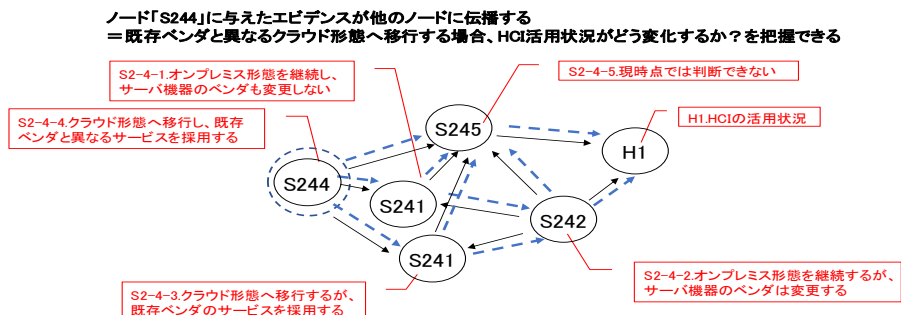 ノード「S244」に与えたエビデンスが他のノードに伝播する
＝既存ベンダと異なるクラウド形態へ移行する場合、HCI活用状況がどう変化するか？を把握できる
S2-4-1.オンプレミス形態を継続し、
サーバ機器のベンダも変更しない
S2-4-5.現時点では判断できない
S2-4-4.クラウド形態へ移行し、既存
ベンダと異なるサービスを採用する
H1.HCIの活用状況
S245
H1
S244
S241
S242
S241
S2-4-2.オンプレミス形態を継続するが、
サーバ機器のベンダは変更する
S2-4-3.クラウド形態へ移行するが、
既存ベンダのサービスを採用する